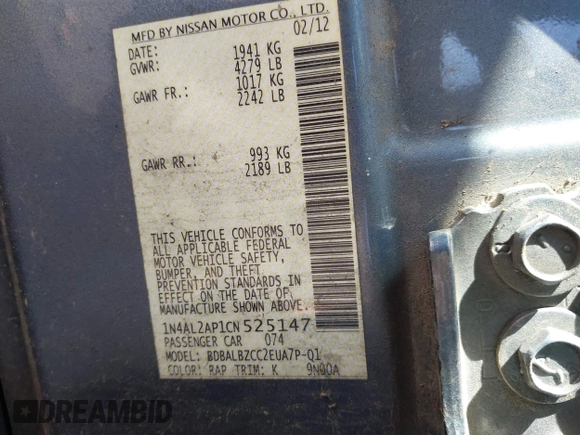 MFD BY NISSAN MOTOR CO., LTD.
DATE: 02/12
GVWR: 1941 KG
4279 LB
GAWR FR.: 1017 KG
2242 LB
GAWR RR.: 993 KG
2189 LB
THIS VEHICLE CONFORMS TO
ALL APPLICABLE FEDERAL
MOTOR VEHICLE SAFETY,
BUMPER, AND THEFT
PREVENTION STANDARDS IN
EFFECT ON THE DATE OF
MANUFACTURE SHOWN ABOVE.
1N4AL2AP1CN525147
PASSENGER CAR 074
MODEL: BDBALBZCC2EUA7P-Q1
COLOR: RAP TRIM: K 9N00A
DREAMBID